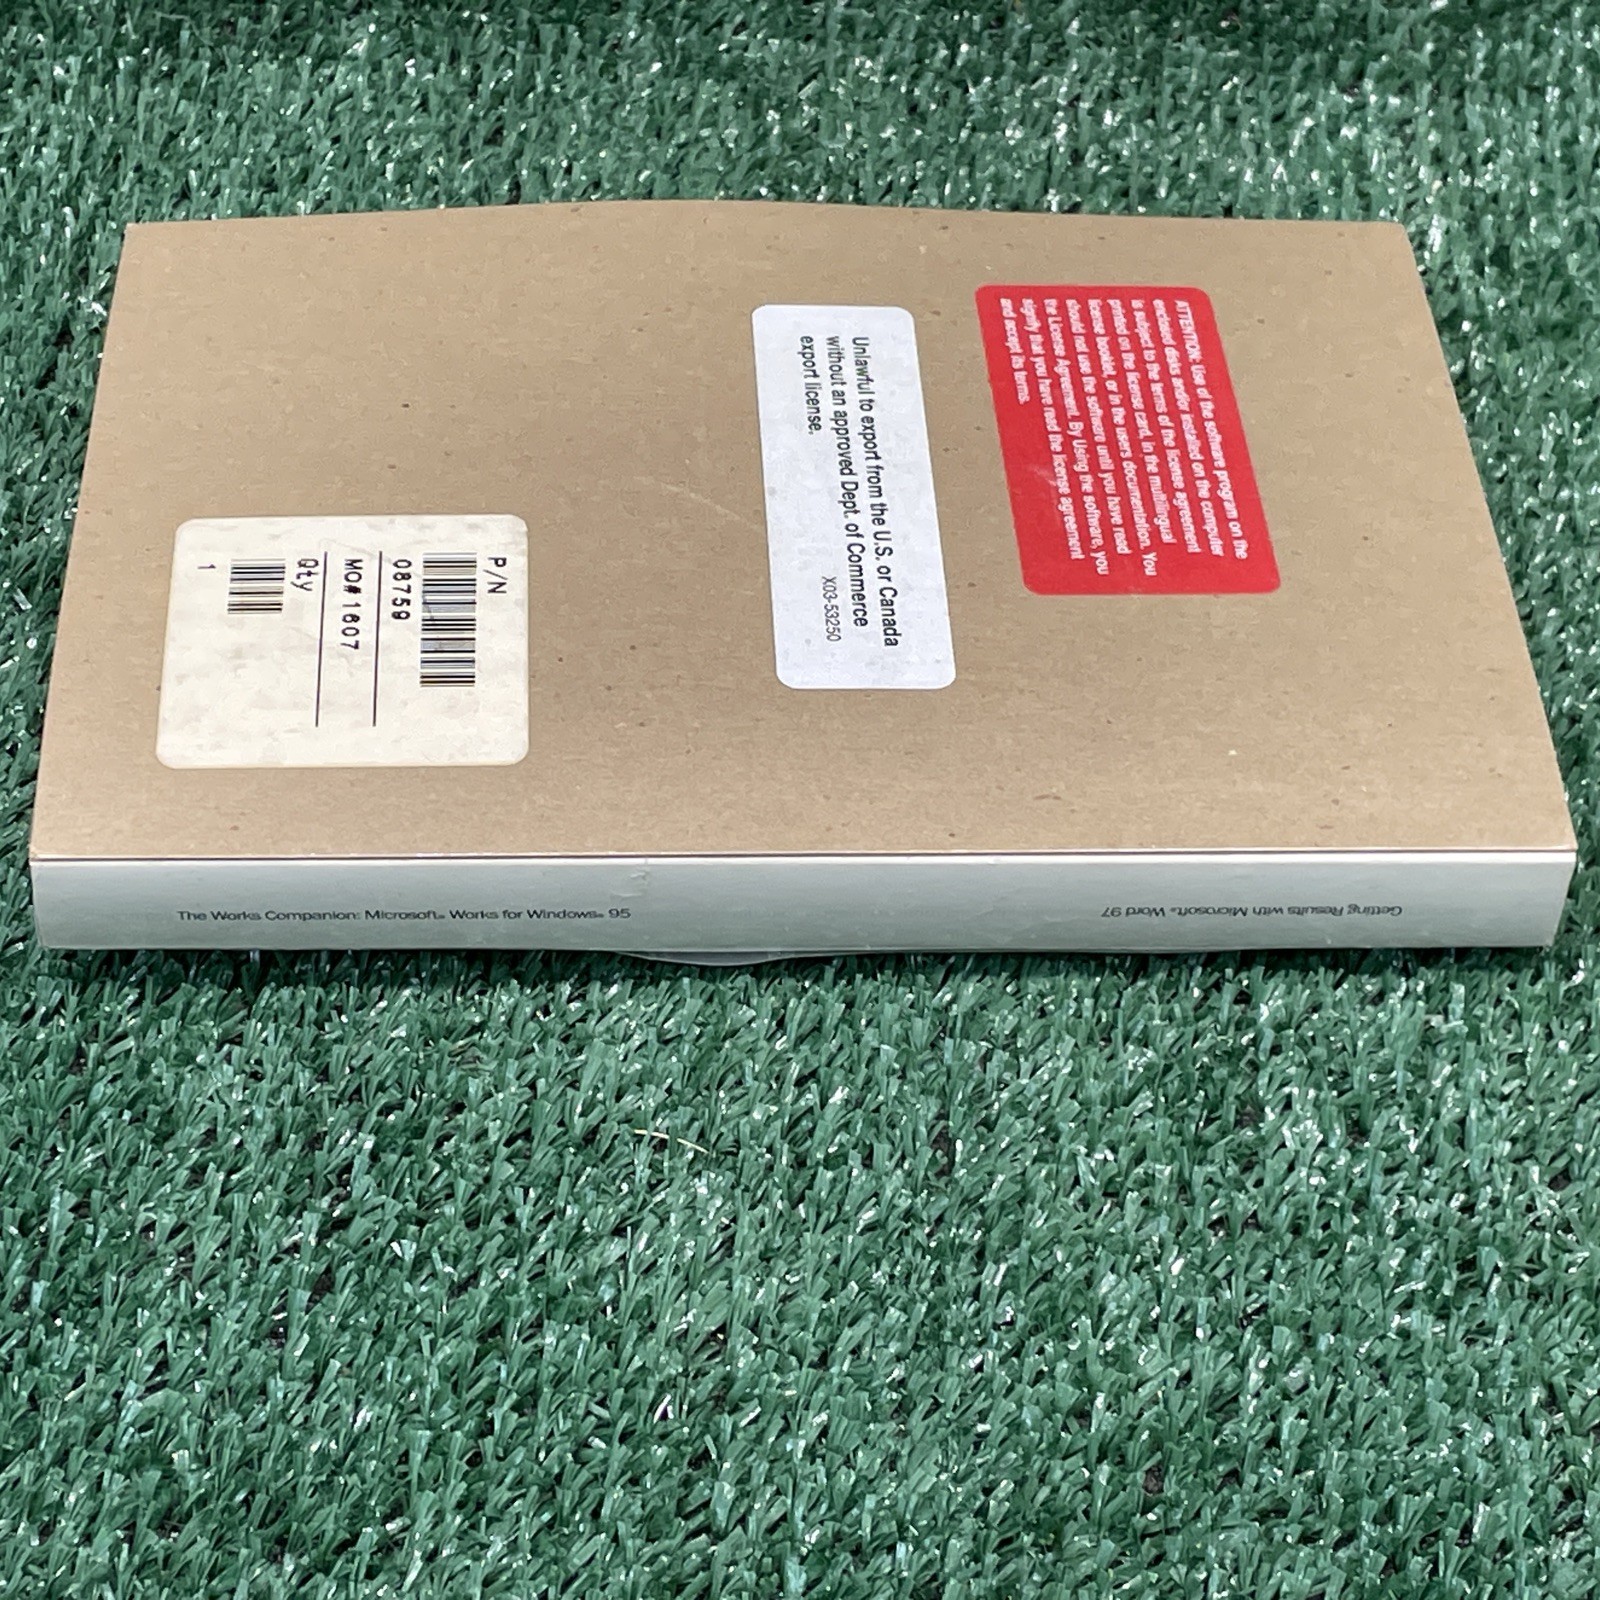 ATTENTION: Use of the software program on the
enclosed disks and/or installed on the computer
is subject to the terms of the license agreement
printed on the license card, in the multilingual
license booklet, or in the users documentation. You
should not use the software until you have read
the License Agreement. By Using the software, you
signify that you have read the license agreement
and accept its terms.
Unlawful to export from the U.S. or Canada
without an approved Dept. of Commerce
export license.
X03-53250
P/N
08759
MO#1607
Qty
1
The Works Companion: Microsoft® Works for Windows® 95
Getting Results with Microsoft® Word 97